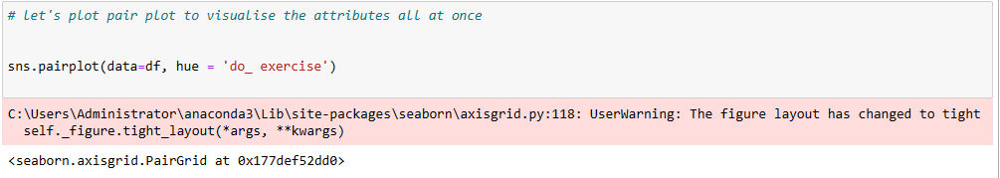 # let's plot pair plot to visualise the attributes all at once
sns.pairplot(data=df, hue = 'do_ exercise')
C:\Users\Administrator\anaconda3\Lib\site-packages\seaborn\axisgrid.py:118: UserWarning: The figure layout has changed to tight
  self._figure.tight_layout(*args, **kwargs)
<seaborn.axisgrid.PairGrid at 0x177def52dd0>